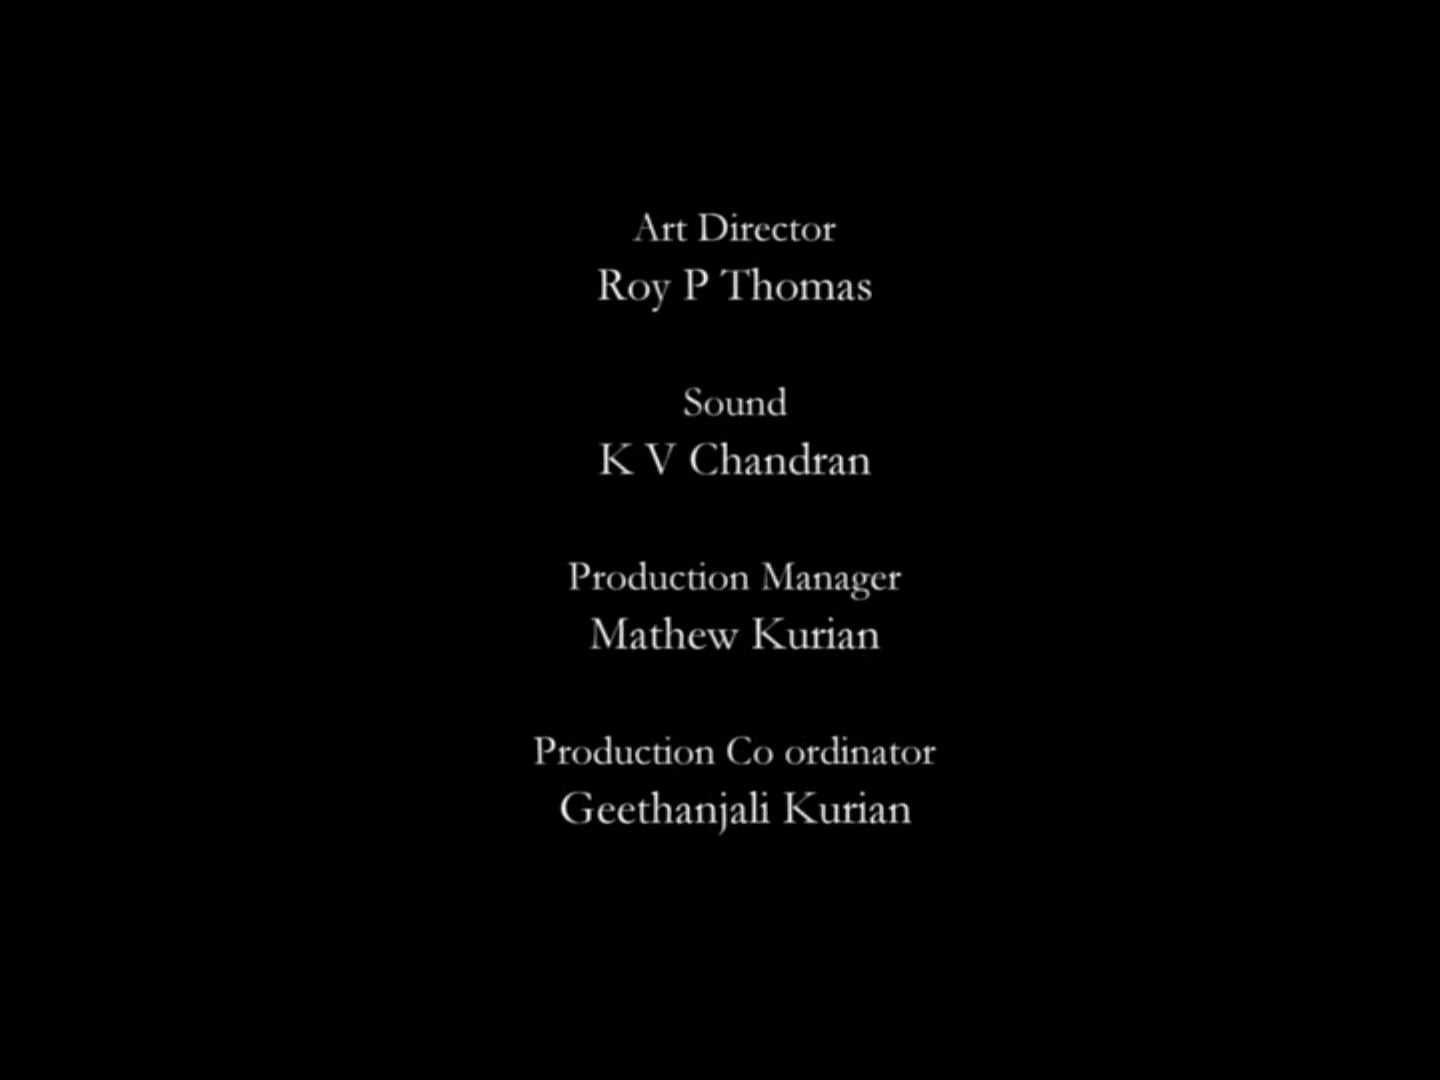 Art Director
Roy P Thomas
Sound
K V Chandran
Production Manager
Mathew Kurian
Production Co ordinator
Geethanjali Kurian